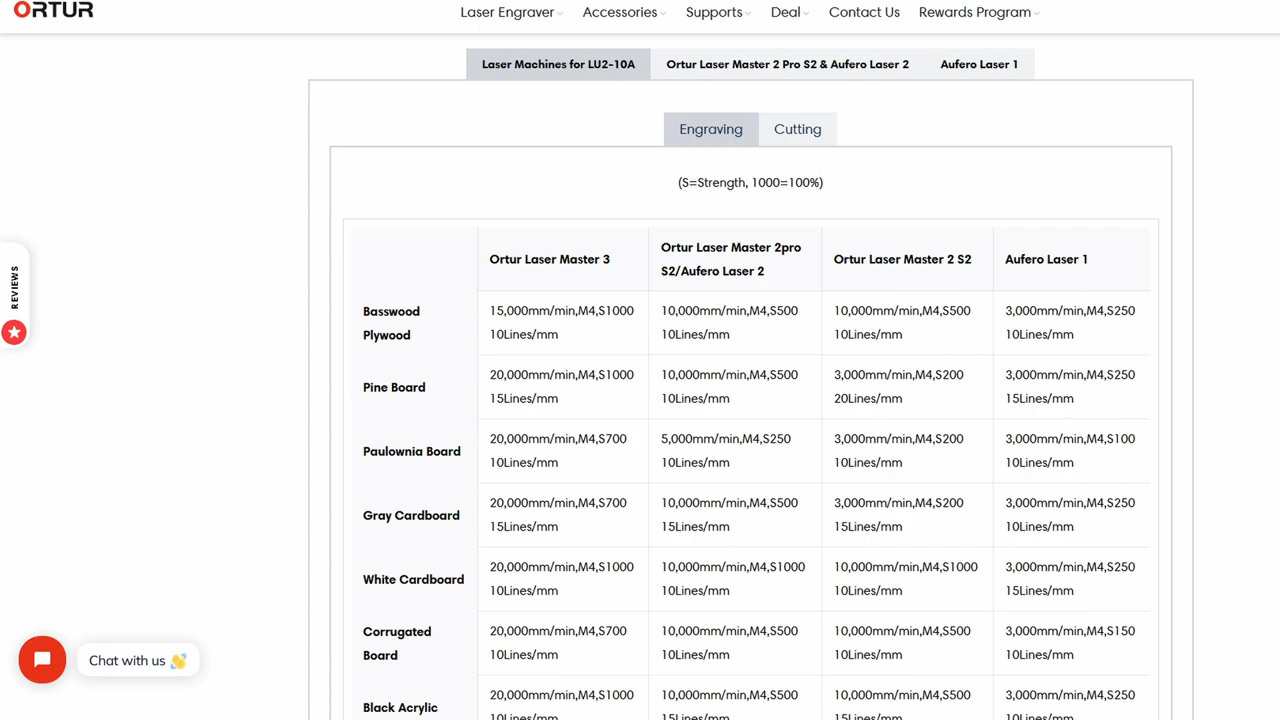 ORTUR
Laser Engraver Accessories Supports Deal Contact Us Rewards Program
Laser Machines for LU2-10A Ortur Laser Master 2 Pro S2 & Aufero Laser 2 Aufero Laser 1
Engraving Cutting
(S=Strength, 1000=100%)
Ortur Laser Master 3
Ortur Laser Master 2pro
S2/Aufero Laser 2
Ortur Laser Master 2 S2
Aufero Laser 1
Basswood
Plywood
15,000mm/min,M4,S1000
10Lines/mm
10,000mm/min,M4,S500
10Lines/mm
10,000mm/min,M4,S500
10Lines/mm
3,000mm/min,M4,S250
10Lines/mm
Pine Board
20,000mm/min,M4,S1000
15Lines/mm
10,000mm/min,M4,S500
10Lines/mm
3,000mm/min,M4,S200
20Lines/mm
3,000mm/min,M4,S250
15Lines/mm
Paulownia Board
20,000mm/min,M4,S700
10Lines/mm
5,000mm/min,M4,S250
10Lines/mm
3,000mm/min,M4,S200
10Lines/mm
3,000mm/min,M4,S100
10Lines/mm
Gray Cardboard
20,000mm/min,M4,S700
15Lines/mm
10,000mm/min,M4,S500
15Lines/mm
3,000mm/min,M4,S200
15Lines/mm
3,000mm/min,M4,S250
10Lines/mm
White Cardboard
20,000mm/min,M4,S1000
10Lines/mm
10,000mm/min,M4,S1000
10Lines/mm
10,000mm/min,M4,S1000
10Lines/mm
3,000mm/min,M4,S250
15Lines/mm
Corrugated
Board
20,000mm/min,M4,S700
10Lines/mm
10,000mm/min,M4,S500
10Lines/mm
10,000mm/min,M4,S500
10Lines/mm
3,000mm/min,M4,S150
10Lines/mm
Black Acrylic
20,000mm/min,M4,S1000
10Lines/mm
10,000mm/min,M4,S500
15Lines/mm
10,000mm/min,M4,S500
15Lines/mm
3,000mm/min,M4,S250
10Lines/mm
REVIEWS
Chat with us